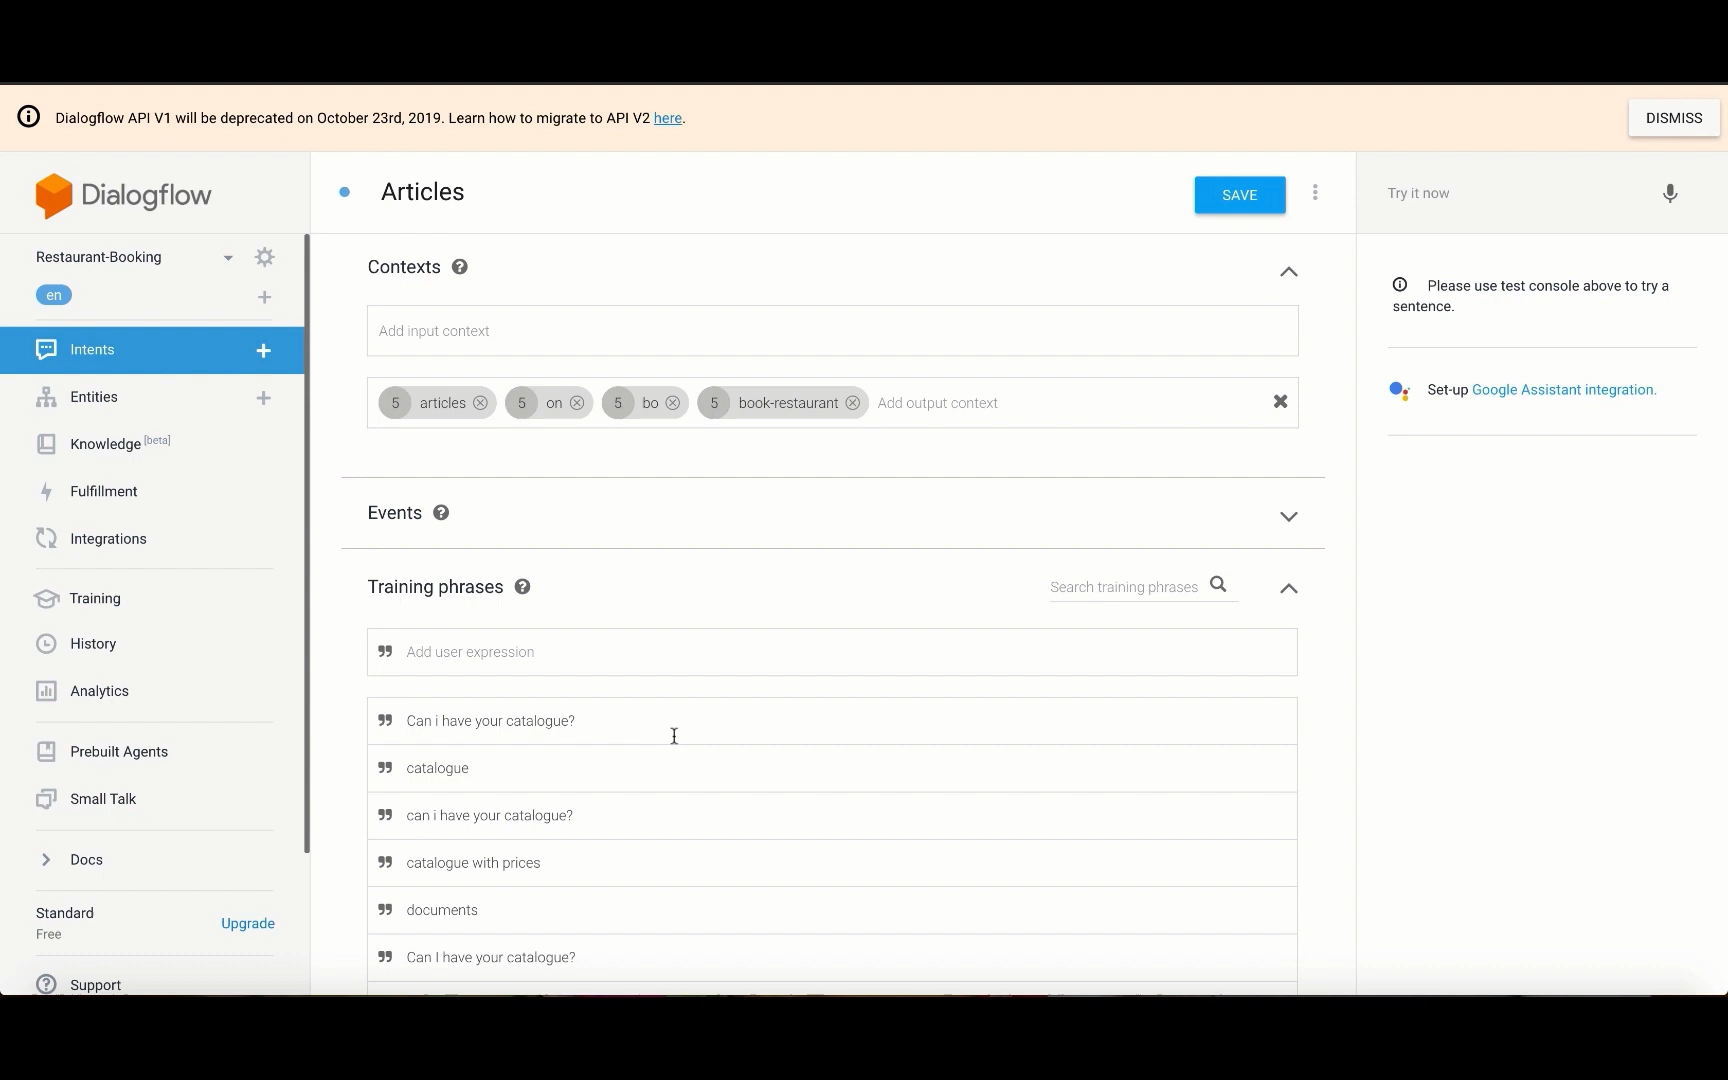 Dialogflow API V1 will be deprecated on October 23rd, 2019. Learn how to migrate to API V2 here.
DISMISS
Dialogflow
Articles
SAVE
Try it now
Restaurant-Booking
en
Intents
Entities
Knowledge [beta]
Fulfillment
Integrations
Training
History
Analytics
Prebuilt Agents
Small Talk
Docs
Standard
Free
Upgrade
Support
Contexts
Add input context
5 articles 5 on 5 bo 5 book-restaurant Add output context
Events
Training phrases
Search training phrases
Add user expression
Can i have your catalogue?
catalogue
can i have your catalogue?
catalogue with prices
documents
Can I have your catalogue?
Please use test console above to try a
sentence.
Set-up Google Assistant integration.